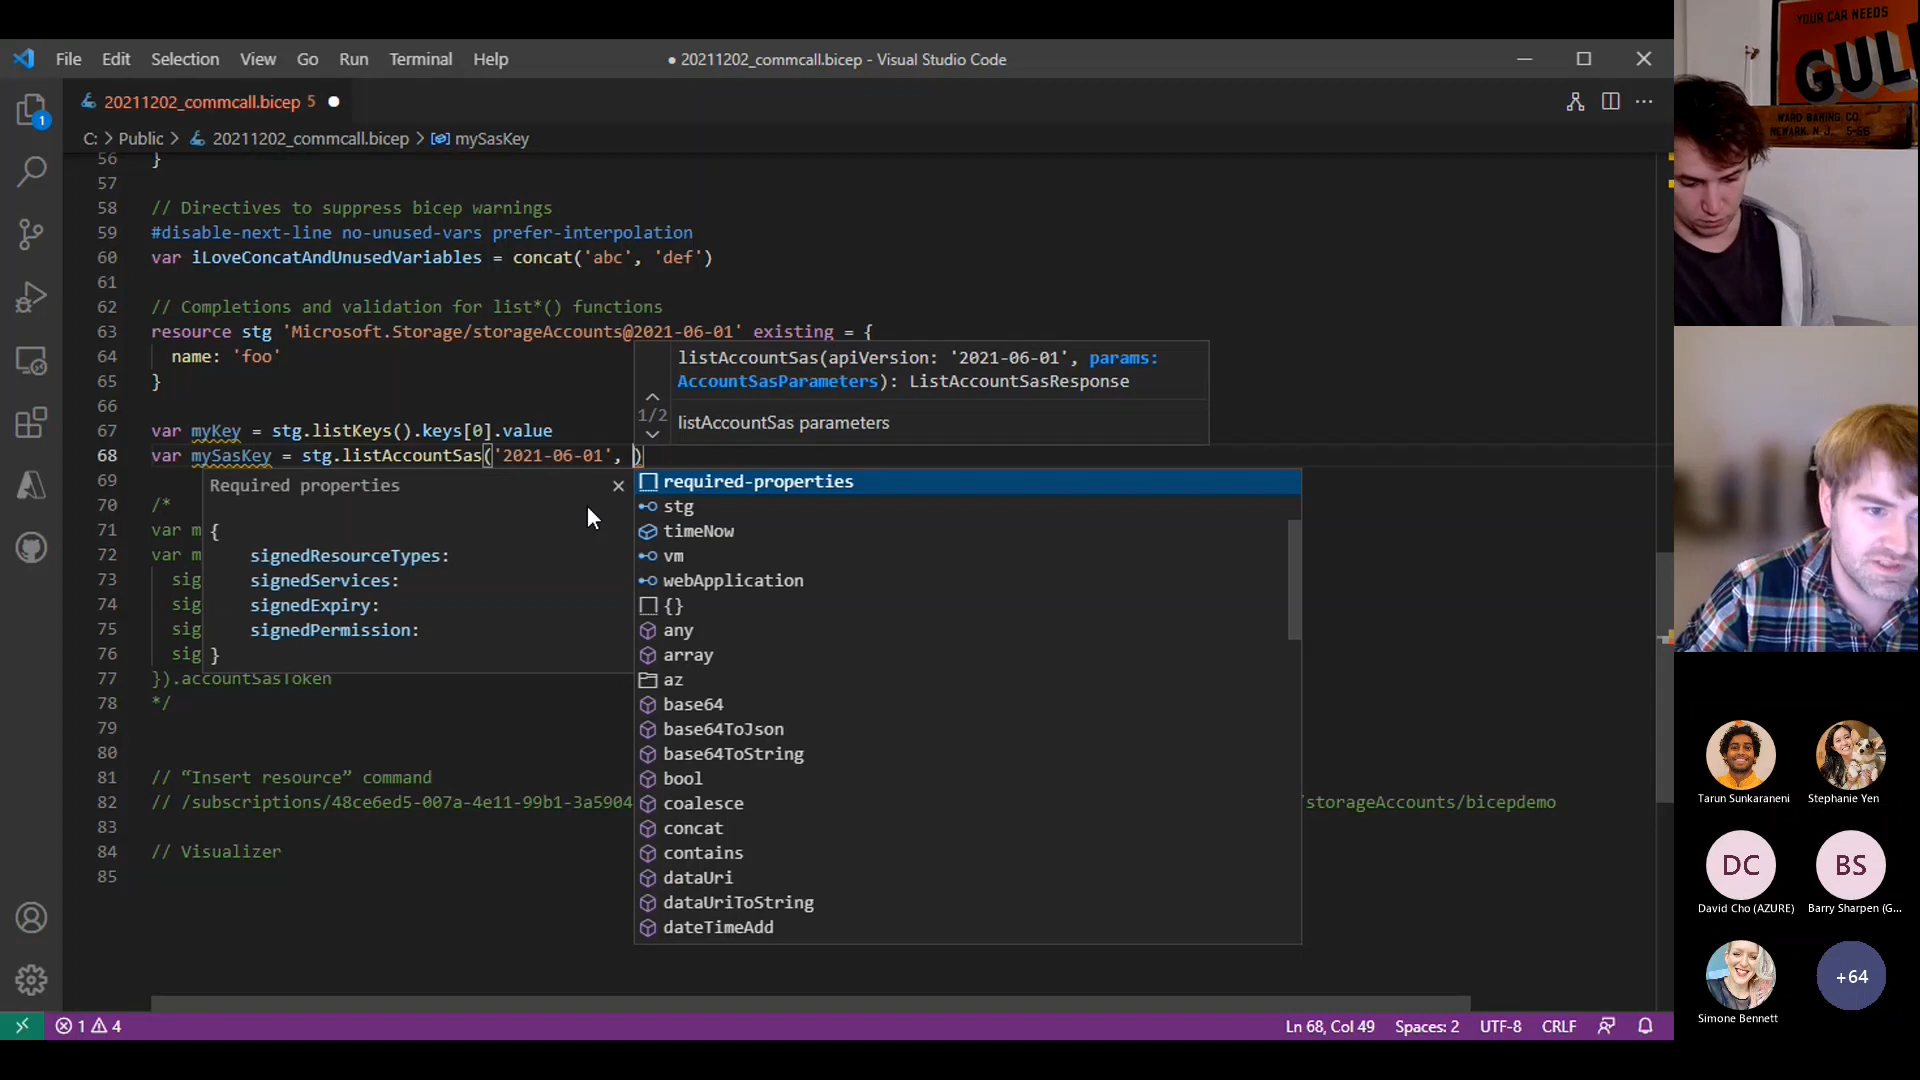 File Edit Selection View Go Run Terminal Help
● 20211202_commcall.bicep - Visual Studio Code
20211202_commcall.bicep 5
C: > Public > 20211202_commcall.bicep > mySasKey
1
56 }
57
58 // Directives to suppress bicep warnings
59 #disable-next-line no-unused-vars prefer-interpolation
60 var iLoveConcatAndUnusedVariables = concat('abc', 'def')
61
62 // Completions and validation for list*() functions
63 resource stg 'Microsoft.Storage/storageAccounts@2021-06-01' existing = {
64 name: 'foo'
65 }
66
67 var myKey = stg.listKeys().keys[0].value
68 var mySasKey = stg.listAccountSas('2021-06-01', )
69
70 /*
71 var m
72 var m
73 sig
74 sig
75 sig
76 sig
77 }).accountSasToken
78 */
79
80
81 // “Insert resource” command
82 // /subscriptions/48ce6ed5-007a-4e11-99b1-3a5904 /storageAccounts/bicepdemo
83
84 // Visualizer
85
1/2
listAccountSas(apiVersion: '2021-06-01', params:
AccountSasParameters): ListAccountSasResponse
listAccountSas parameters
Required properties
{
signedResourceTypes:
signedServices:
signedExpiry:
signedPermission:
}
required-properties
stg
timeNow
vm
webApplication
{}
any
array
az
base64
base64ToJson
base64ToString
bool
coalesce
concat
contains
dataUri
dataUriToString
dateTimeAdd
1 4
Ln 68, Col 49 Spaces: 2 UTF-8 CRLF
YOUR CAR NEEDS
GUL
WARD BAKING CO.
NEWARK, N. J. 5-56
Tarun Sunkaraneni
Stephanie Yen
DC
David Cho (AZURE)
BS
Barry Sharpen (G...
Simone Bennett
+64